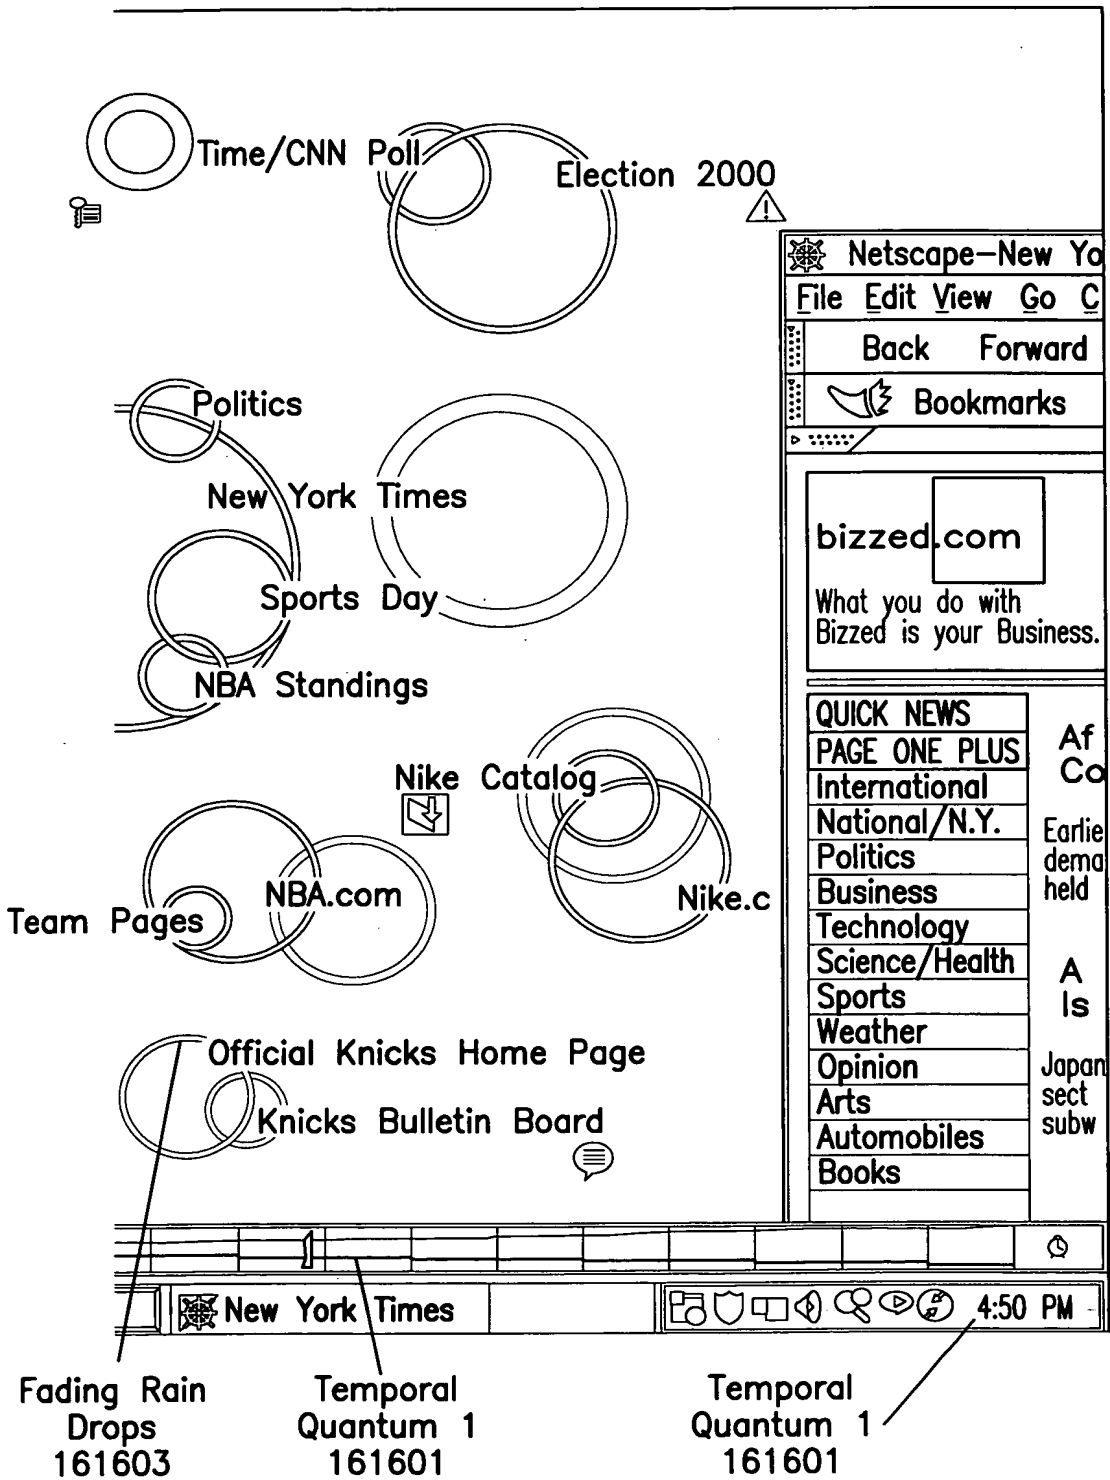 Time/CNN Poll
Election 2000
Netscape–New Yo
File Edit View Go C
Back Forward
Bookmarks
Politics
New York Times
Sports Day
NBA Standings
bizzed.com
What you do with
Bizzed is your Business.
Nike Catalog
NBA.com
Nike.c
Team Pages
Official Knicks Home Page
Knicks Bulletin Board
QUICK NEWS
PAGE ONE PLUS
International
National/N.Y.
Politics
Business
Technology
Science/Health
Sports
Weather
Opinion
Arts
Automobiles
Books
Af
Co
Earlie
dema
held
A
Is
Japan
sect
subw
New York Times
4:50 PM
Fading Rain
Drops
161603
Temporal
Quantum 1
161601
Temporal
Quantum 1
161601